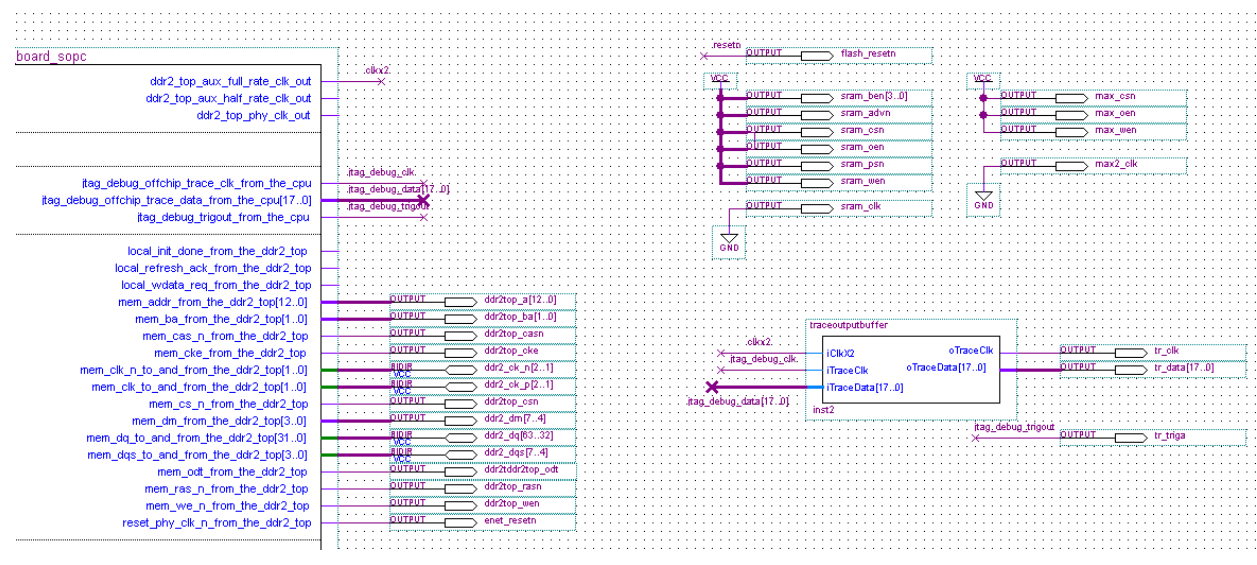 board_sopc
ddr2_top_aux_full_rate_clk_out
clkx2
ddr2_top_aux_half_rate_clk_out
ddr2_top_phy_clk_out
jtag_debug_offchip_trace_clk_from_the_cpu
jtag_debug_clk
jtag_debug_offchip_trace_data_from_the_cpu[17..0]
jtag_debug_data[17..0]
jtag_debug_trigout_from_the_cpu
jtag_debug_trigout
local_init_done_from_the_ddr2_top
local_refresh_ack_from_the_ddr2_top
local_wdata_req_from_the_ddr2_top
mem_addr_from_the_ddr2_top[12..0] OUTPUT ddr2top_a[12..0]
mem_ba_from_the_ddr2_top[1..0] OUTPUT ddr2top_ba[1..0]
mem_cas_n_from_the_ddr2_top OUTPUT ddr2top_casn
mem_cke_from_the_ddr2_top OUTPUT ddr2top_cke
mem_clk_n_to_and_from_the_ddr2_top[1..0] BIDIR VCC ddr2_ck_n[2..1]
mem_clk_to_and_from_the_ddr2_top[1..0] BIDIR VCC ddr2_ck_p[2..1]
mem_cs_n_from_the_ddr2_top OUTPUT ddr2top_csn
mem_dm_from_the_ddr2_top[3..0] OUTPUT ddr2_dm[7..4]
mem_dq_to_and_from_the_ddr2_top[31..0] BIDIR VCC ddr2_dq[63..32]
mem_dqs_to_and_from_the_ddr2_top[3..0] BIDIR VCC ddr2_dqs[7..4]
mem_odt_from_the_ddr2_top OUTPUT ddr2tddr2top_odt
mem_ras_n_from_the_ddr2_top OUTPUT ddr2top_rasn
mem_we_n_from_the_ddr2_top OUTPUT ddr2top_wen
reset_phy_clk_n_from_the_ddr2_top OUTPUT enet_resetn
resetn OUTPUT flash_resetn
VCC
OUTPUT sram_ben[3..0]
OUTPUT sram_advn
OUTPUT sram_csn
OUTPUT sram_oen
OUTPUT sram_psn
OUTPUT sram_wen
OUTPUT sram_clk
GND
VCC
OUTPUT max_csn
OUTPUT max_oen
OUTPUT max_wen
OUTPUT max2_clk
GND
traceoutputbuffer
clkx2 iClkX2 oTraceClk OUTPUT tr_clk
jtag_debug_clk iTraceClk oTraceData[17..0] OUTPUT tr_data[17..0]
jtag_debug_data[17..0] iTraceData[17..0]
inst2
jtag_debug_trigout OUTPUT tr_triga